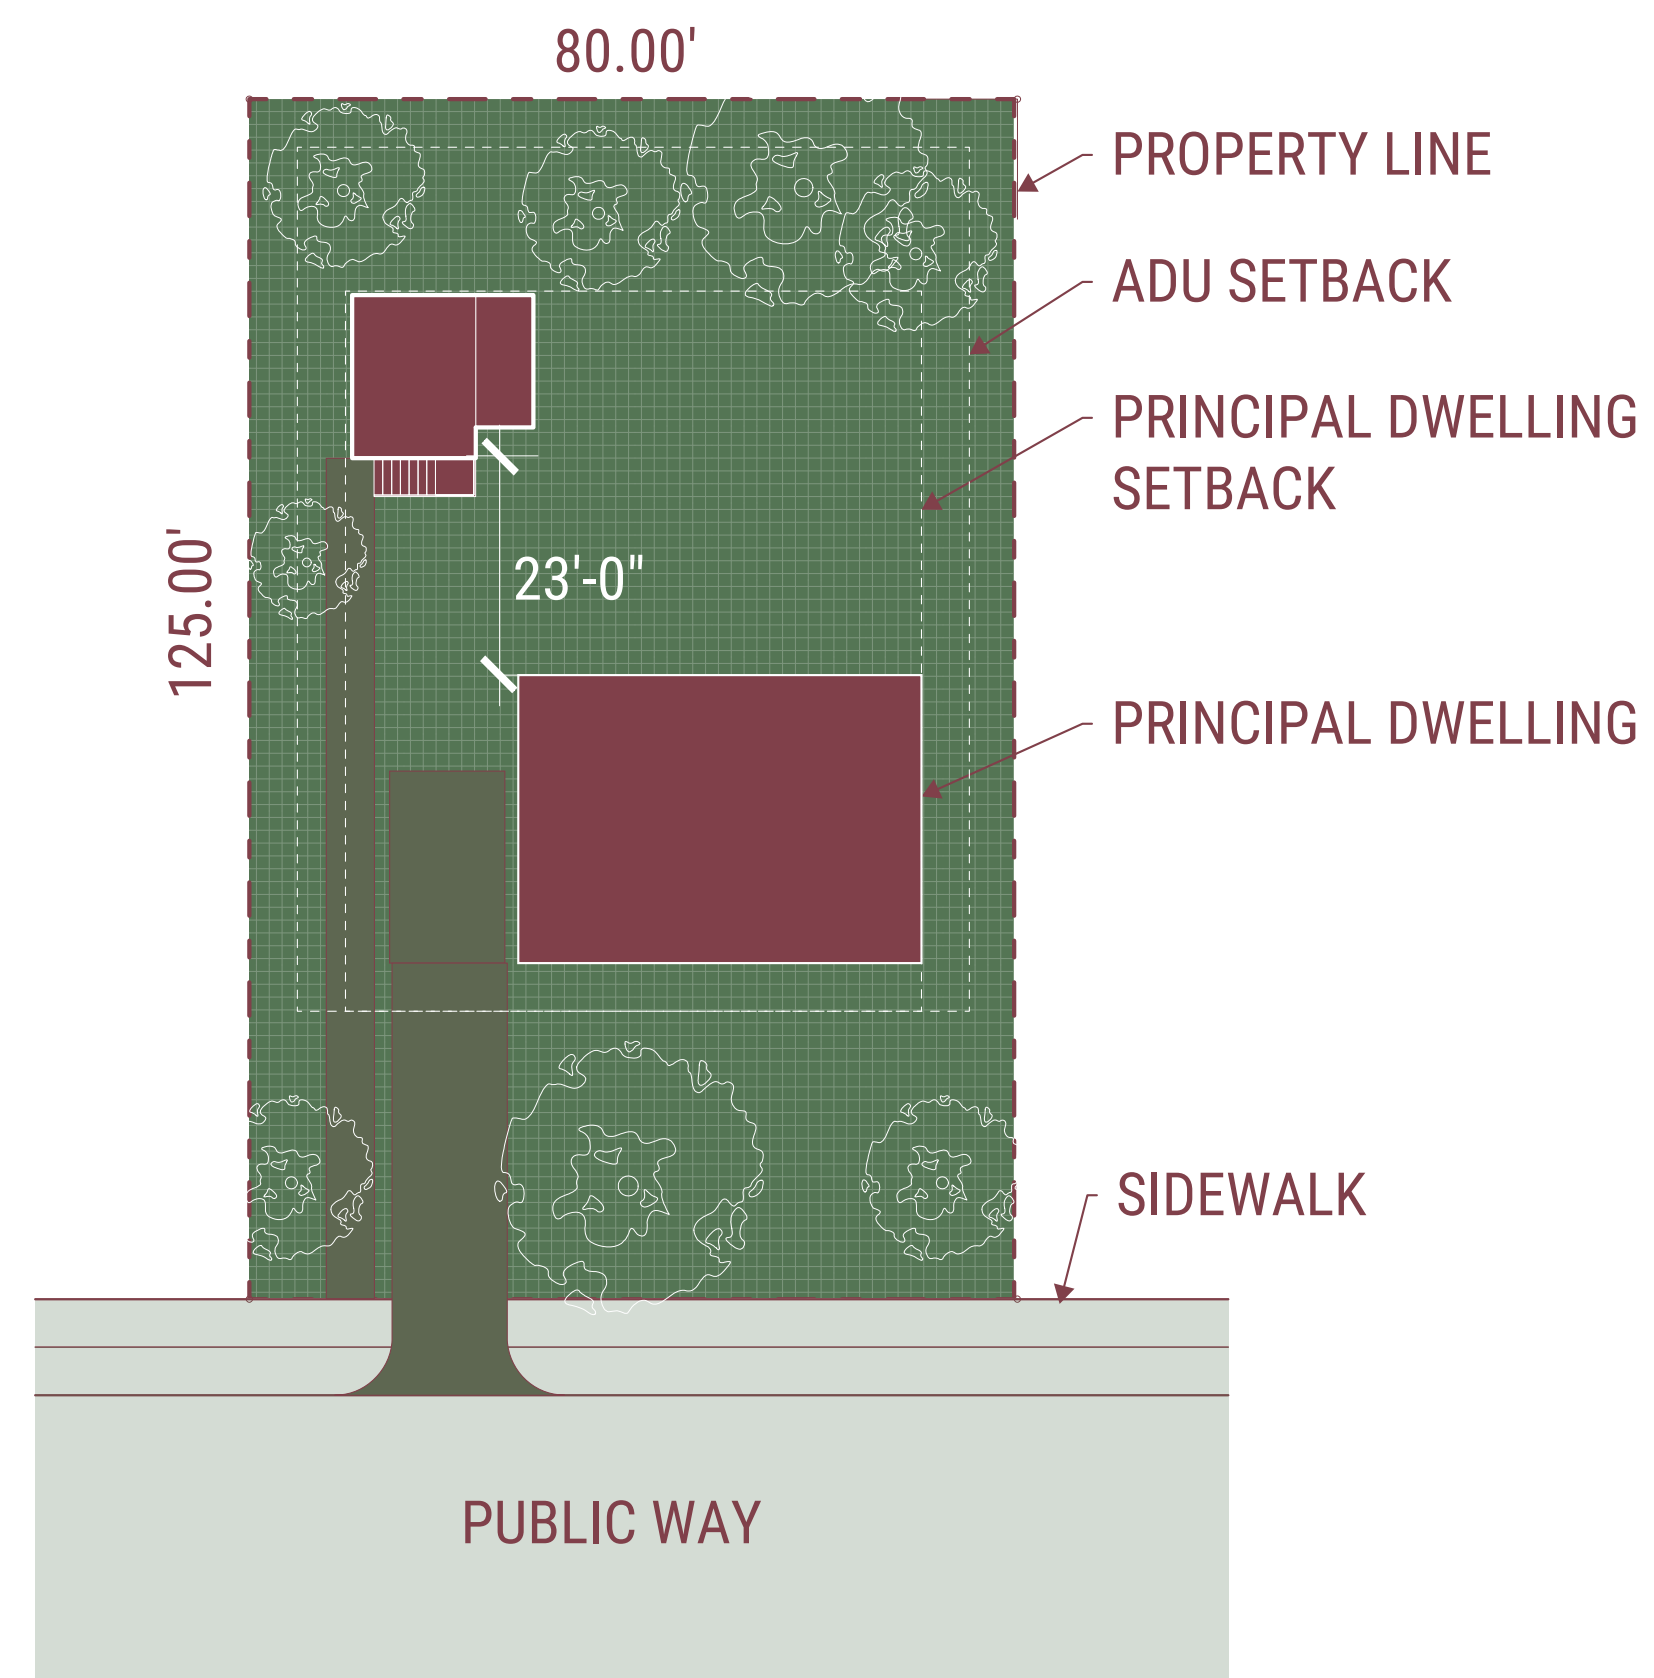 80.00'
PROPERTY LINE
ADU SETBACK
PRINCIPAL DWELLING
SETBACK
125.00'
23'-0"
PRINCIPAL DWELLING
SIDEWALK
PUBLIC WAY